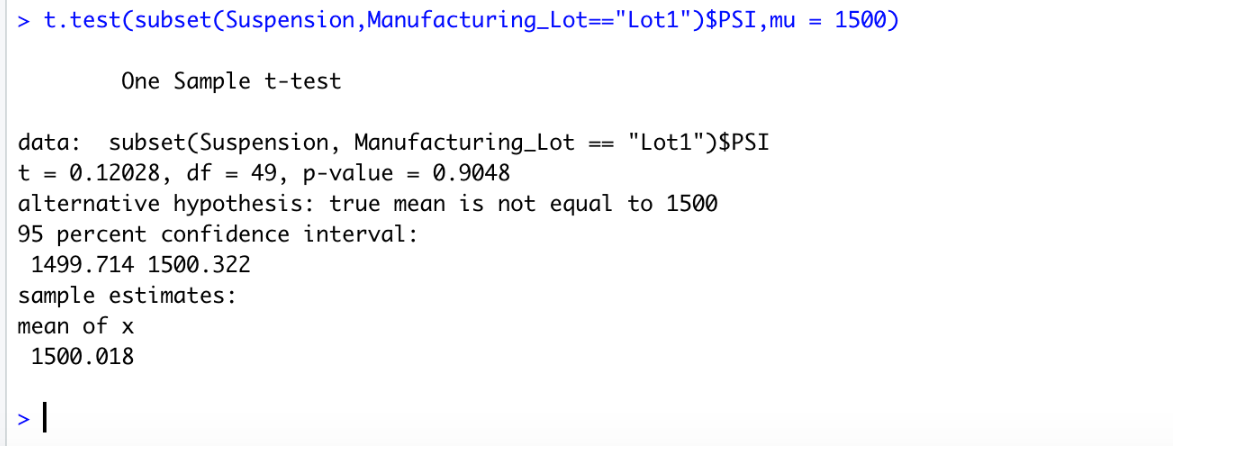 > t.test(subset(Suspension,Manufacturing_Lot=="Lot1")$PSI,mu = 1500)
One Sample t-test
data:  subset(Suspension, Manufacturing_Lot == "Lot1")$PSI
t = 0.12028, df = 49, p-value = 0.9048
alternative hypothesis: true mean is not equal to 1500
95 percent confidence interval:
1499.714 1500.322
sample estimates:
mean of x
1500.018
>